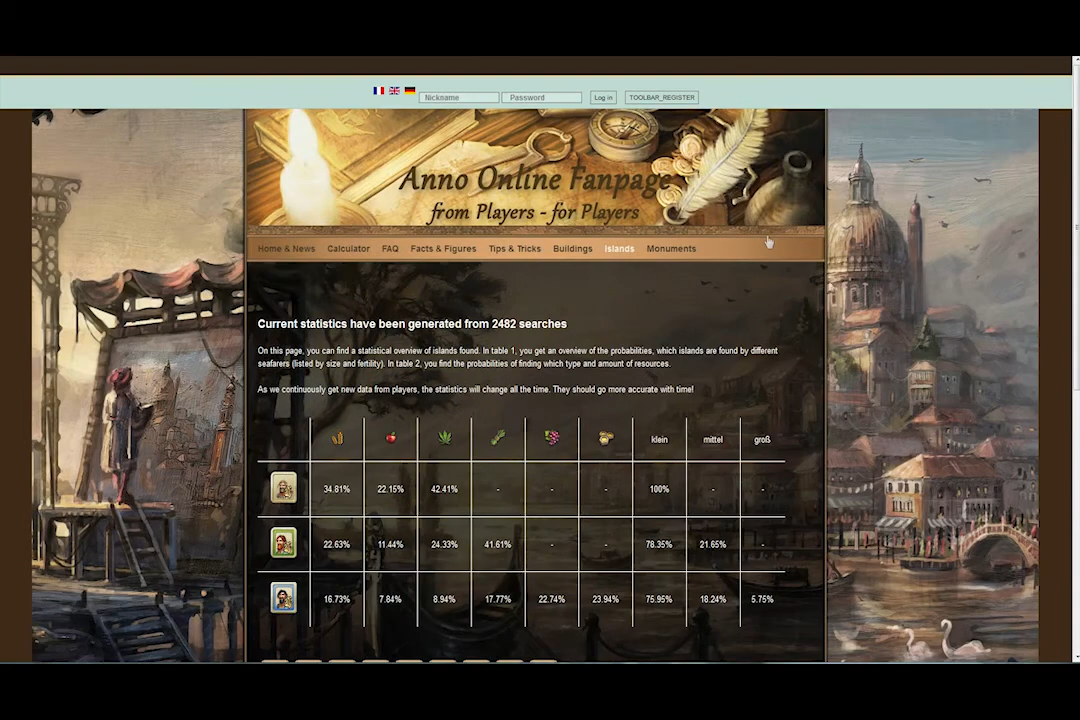 Nickname Password Log in TOOLBAR_REGISTER
Anno Online Fanpage
from Players - for Players
Home & News Calculator FAQ Facts & Figures Tips & Tricks Buildings Islands Monuments
Current statistics have been generated from 2482 searches
On this page, you can find a statistical overview of islands found. In table 1, you get an overview of the probabilities, which islands are found by different
seafarers (listed by size and fertility). In table 2, you find the probabilities of finding which type and amount of resources.
As we continuously get new data from players, the statistics will change all the time. They should go more accurate with time!
klein mittel groß
34.81% 22.15% 42.41% - - - 100% - -
22.63% 11.44% 24.33% 41.61% - - 78.35% 21.65% -
16.73% 7.84% 8.94% 17.77% 22.74% 23.94% 75.95% 18.24% 5.75%